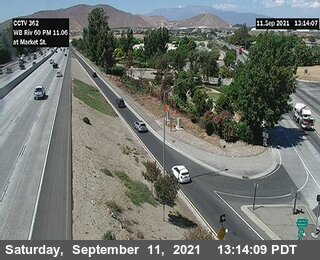 CCTV 362
WB Riv 60 PM 11.06
at Market St.
11.Sep 2021 13:14:07
Saturday, September 11, 2021 13:14:09 PDT